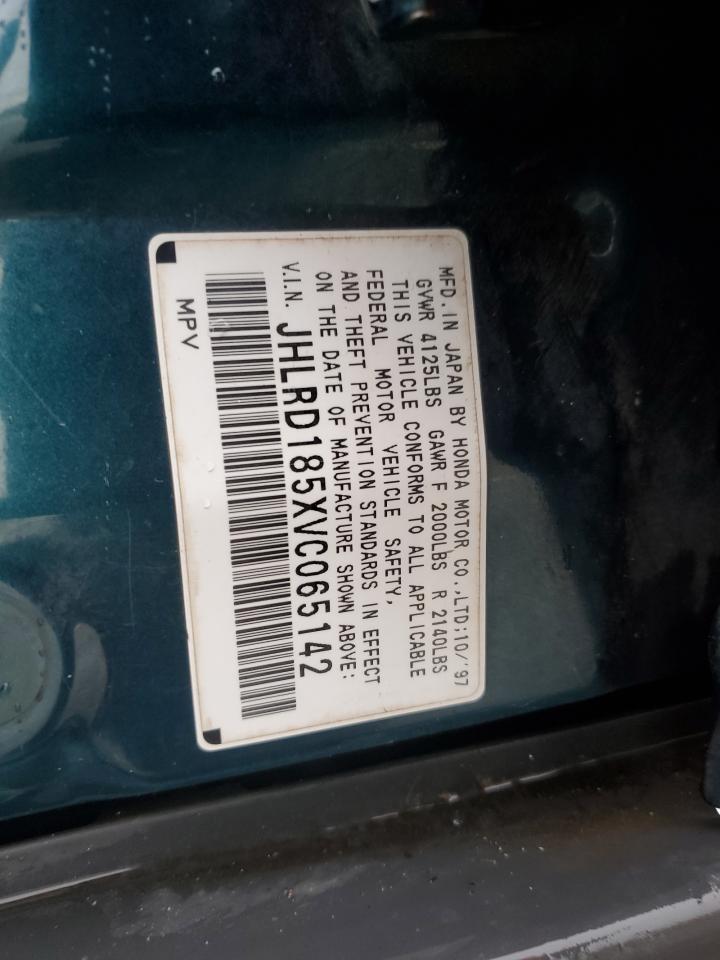 MFD. IN JAPAN BY HONDA MOTOR CO., LTD; 10/'97
GVWR 4125LBS GAWR F 2000LBS R 2140LBS
THIS VEHICLE CONFORMS TO ALL APPLICABLE
FEDERAL MOTOR VEHICLE SAFETY,
AND THEFT PREVENTION STANDARDS IN EFFECT
ON THE DATE OF MANUFACTURE SHOWN ABOVE:
V.I.N. JHLRD185XVC065142
MPV